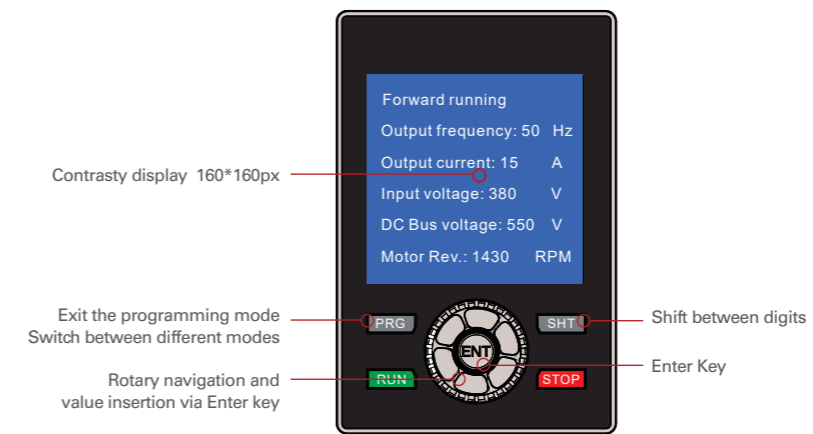 Forward running
Output frequency: 50 Hz
Output current: 15 A
Input voltage: 380 V
DC Bus voltage: 550 V
Motor Rev.: 1430 RPM
Contrasty display 160*160px
Exit the programming mode
Switch between different modes
PRG
SHT
Shift between digits
ENT
Enter Key
RUN
STOP
Rotary navigation and
value insertion via Enter key